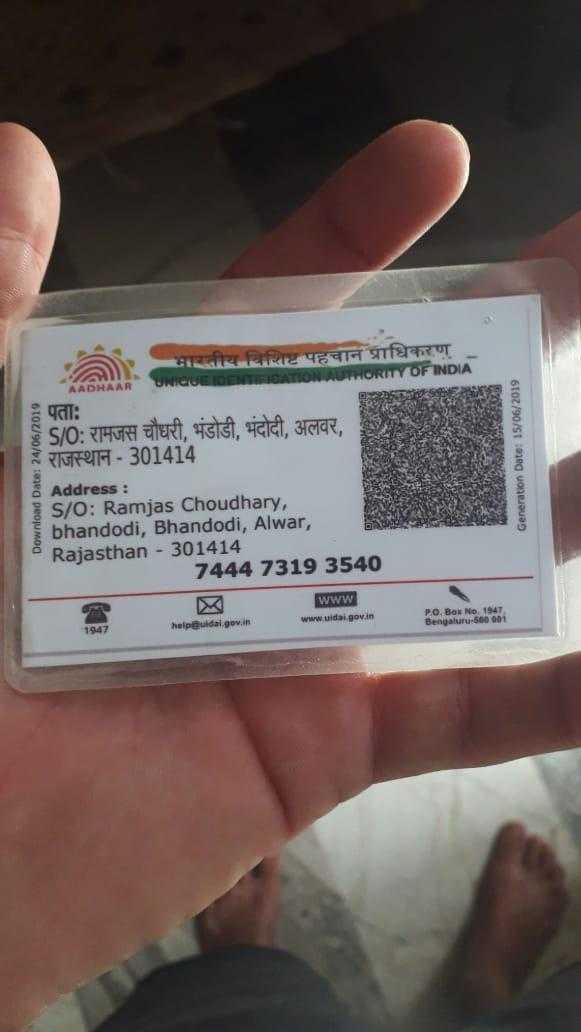 भारतीय विशिष्ट पहचान प्राधिकरण
UNIQUE IDENTIFICATION AUTHORITY OF INDIA
AADHAAR
Download Date: 24/06/2019
पता:
S/O: रामजस चौधरी, भंडोडी, भंदोदी, अलवर,
राजस्थान - 301414
Address :
S/O: Ramjas Choudhary,
bhandodi, Bhandodi, Alwar,
Rajasthan - 301414
Generation Date: 15/06/2019
7444 7319 3540
1947
help@uidai.gov.in
www
www.uidai.gov.in
P.O. Box No. 1947,
Bengaluru-560 001